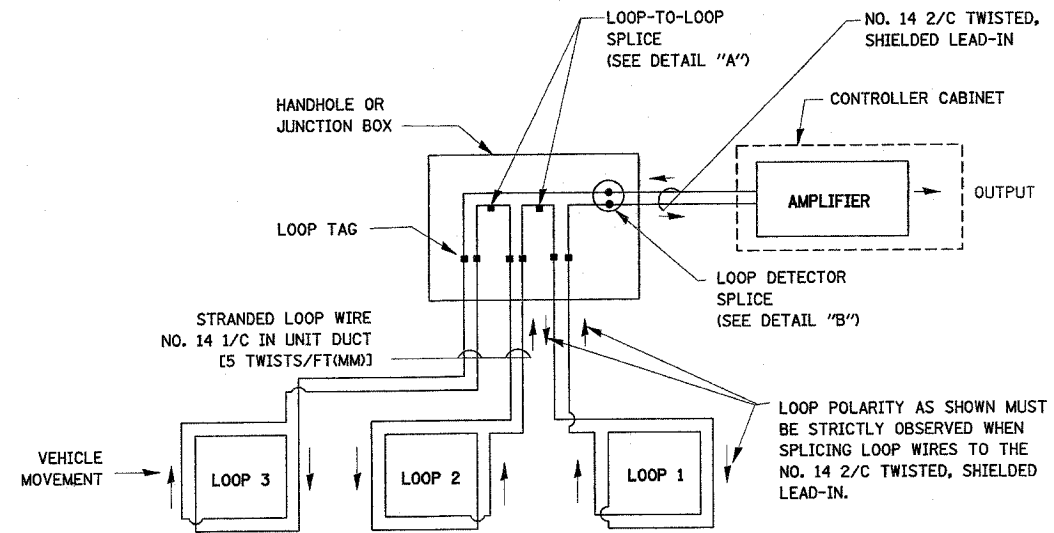 LOOP-TO-LOOP
SPLICE
(SEE DETAIL "A")
NO. 14 2/C TWISTED,
SHIELDED LEAD-IN
HANDHOLE OR
JUNCTION BOX
CONTROLLER CABINET
AMPLIFIER
OUTPUT
LOOP TAG
LOOP DETECTOR
SPLICE
(SEE DETAIL "B")
STRANDED LOOP WIRE
NO. 14 1/C IN UNIT DUCT
[5 TWISTS/FT(MM)]
LOOP POLARITY AS SHOWN MUST
BE STRICTLY OBSERVED WHEN
SPLICING LOOP WIRES TO THE
NO. 14 2/C TWISTED, SHIELDED
LEAD-IN.
VEHICLE
MOVEMENT
LOOP 3
LOOP 2
LOOP 1